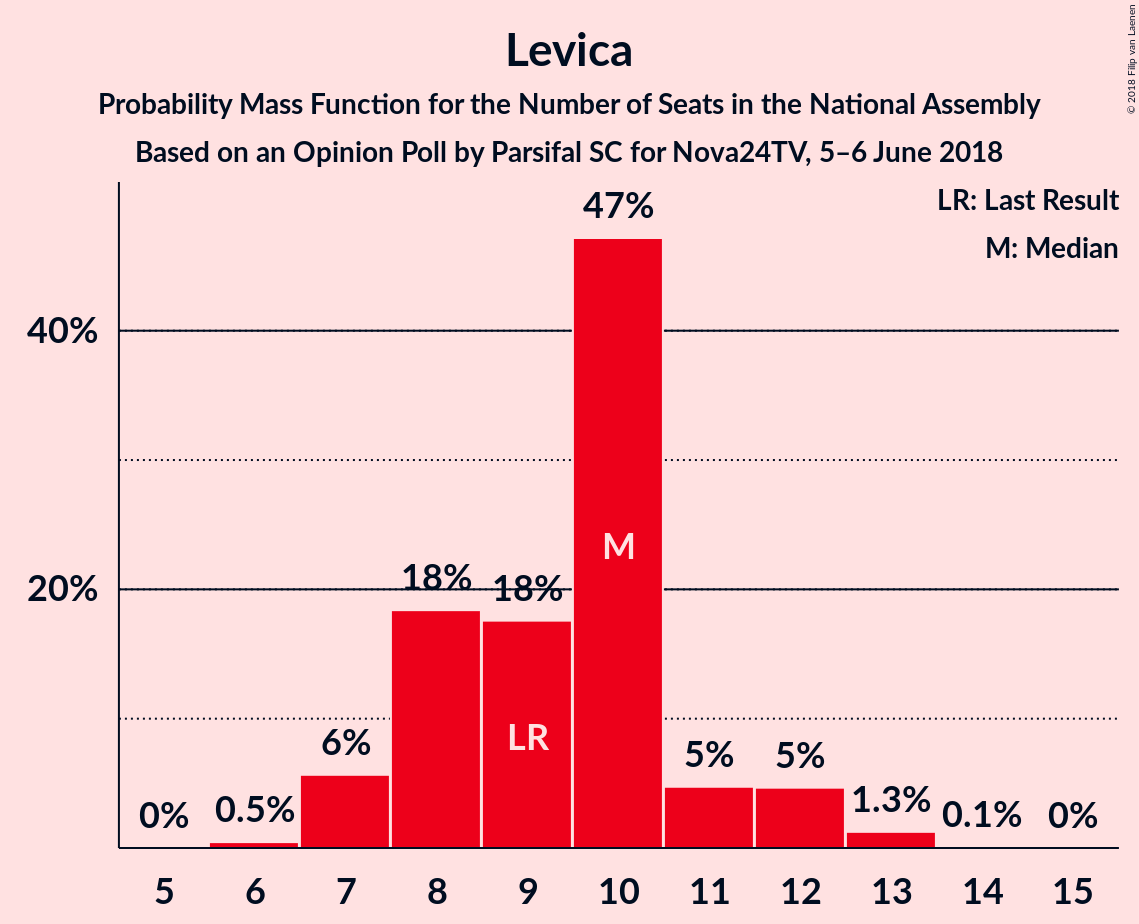 Levica
Probability Mass Function for the Number of Seats in the National Assembly
Based on an Opinion Poll by Parsifal SC for Nova24TV, 5–6 June 2018
© 2018 Filip van Laenen
LR: Last Result
M: Median
40%
20%
0%
0.5%
6%
18%
18%
47%
5%
5%
1.3%
0.1%
0%
LR
M
5 6 7 8 9 10 11 12 13 14 15